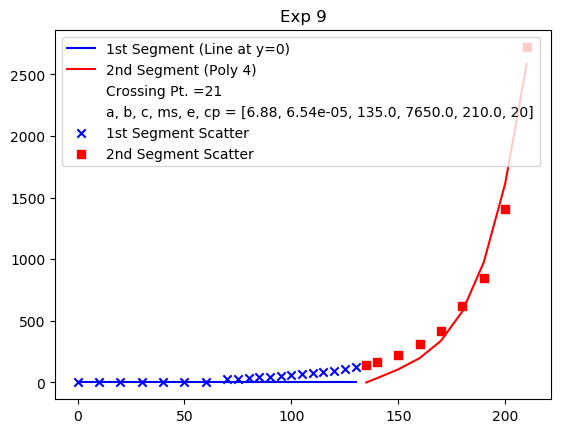 Exp 9
1st Segment (Line at y=0)
2nd Segment (Poly 4)
Crossing Pt. =21
a, b, c, ms, e, cp = [6.88, 6.54e-05, 135.0, 7650.0, 210.0, 20]
1st Segment Scatter
2nd Segment Scatter
2500
2000
1500
1000
500
0
0 50 100 150 200